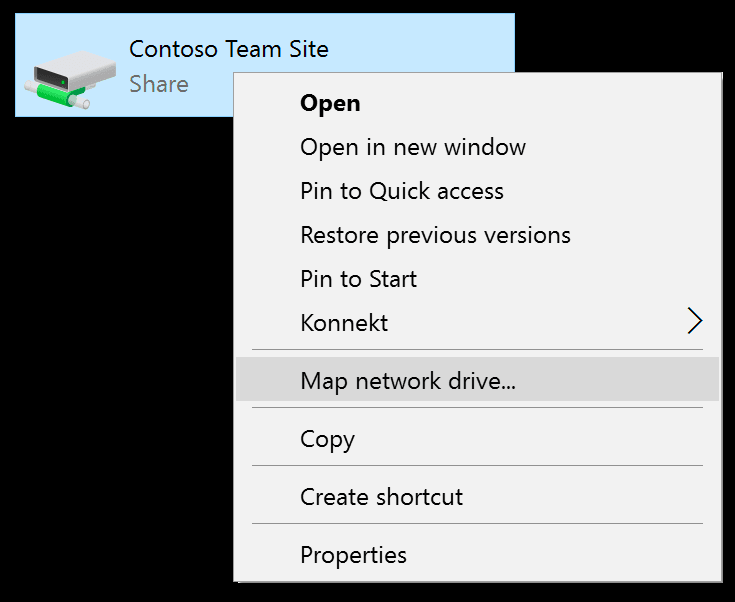 Contoso Team Site
Share
Open
Open in new window
Pin to Quick access
Restore previous versions
Pin to Start
Konnekt
Map network drive...
Copy
Create shortcut
Properties